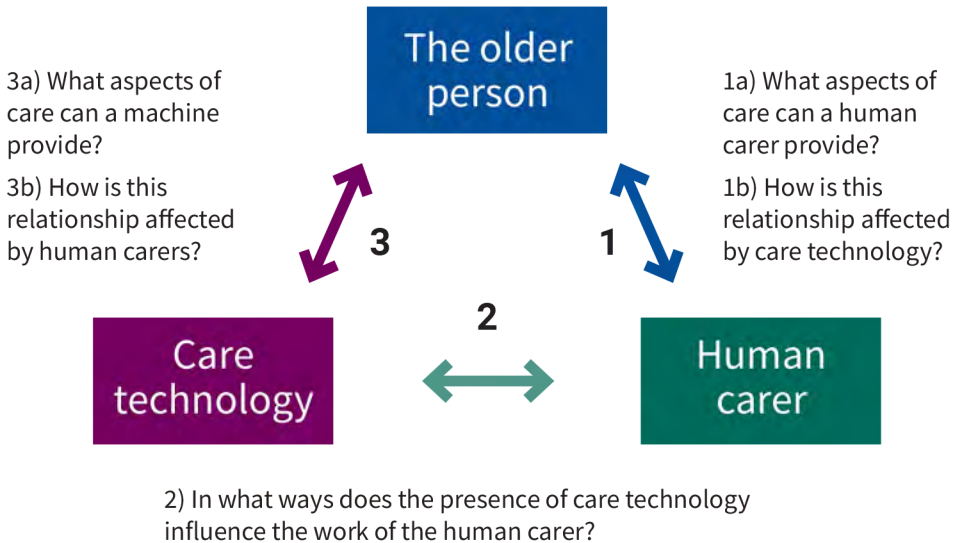 The older
person
3a) What aspects of
care can a machine
provide?
3b) How is this
relationship affected
by human carers?
1a) What aspects of
care can a human
carer provide?
1b) How is this
relationship affected
by care technology?
3
1
2
Care
technology
Human
carer
2) In what ways does the presence of care technology
influence the work of the human carer?